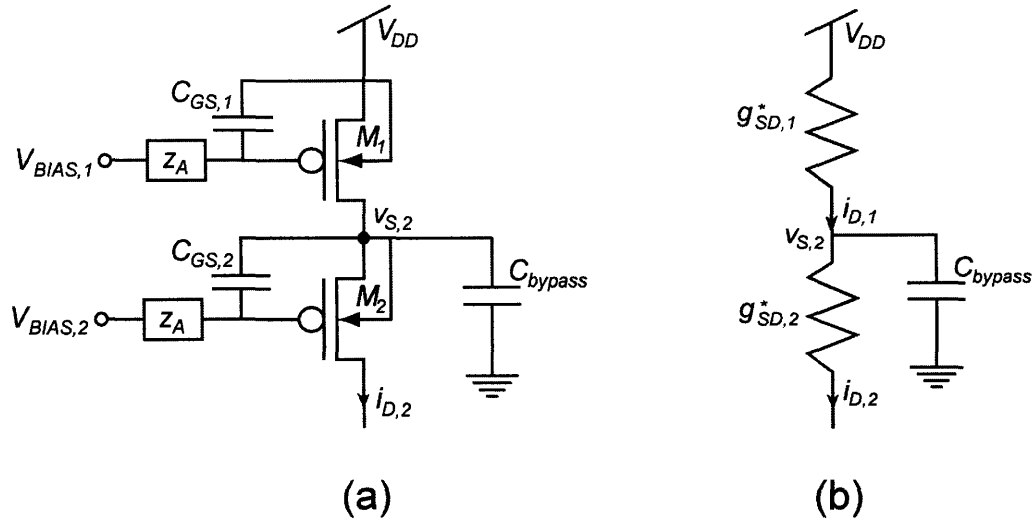 V_DD
C_GS,1
M_1
V_BIAS,1
z_A
v_S,2
C_GS,2
M_2
C_bypass
V_BIAS,2
z_A
i_D,2
(a)
V_DD
g*_SD,1
i_D,1
v_S,2
C_bypass
g*_SD,2
i_D,2
(b)